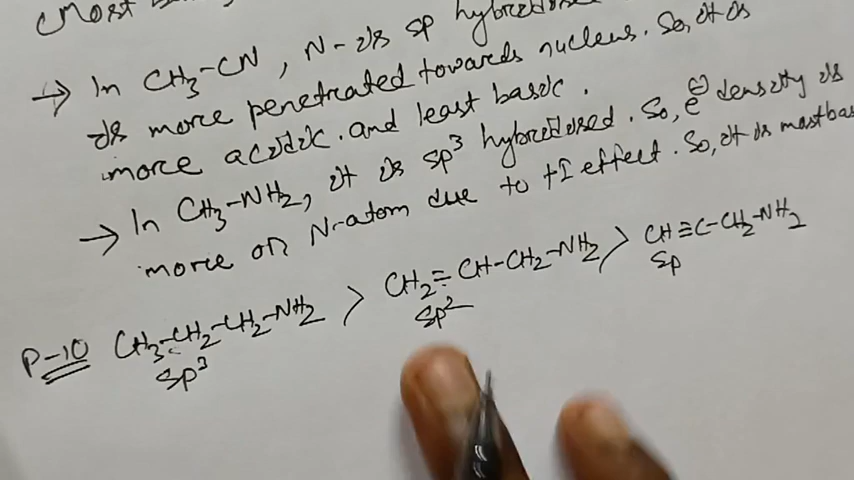 Most
→ In CH3-CN, N-is sp hybridised
is more penetrated towards nucleus. So, it is
more acidic. and least basic.
→ In CH3-NH2, it is sp3 hybridised. So, e⊖ density is
more on N-atom due to +I effect. So, it is most bas
P-10 CH3-CH2-CH2-NH2 > CH2=CH-CH2-NH2 > CH≡C-CH2-NH2
sp3 sp2 sp